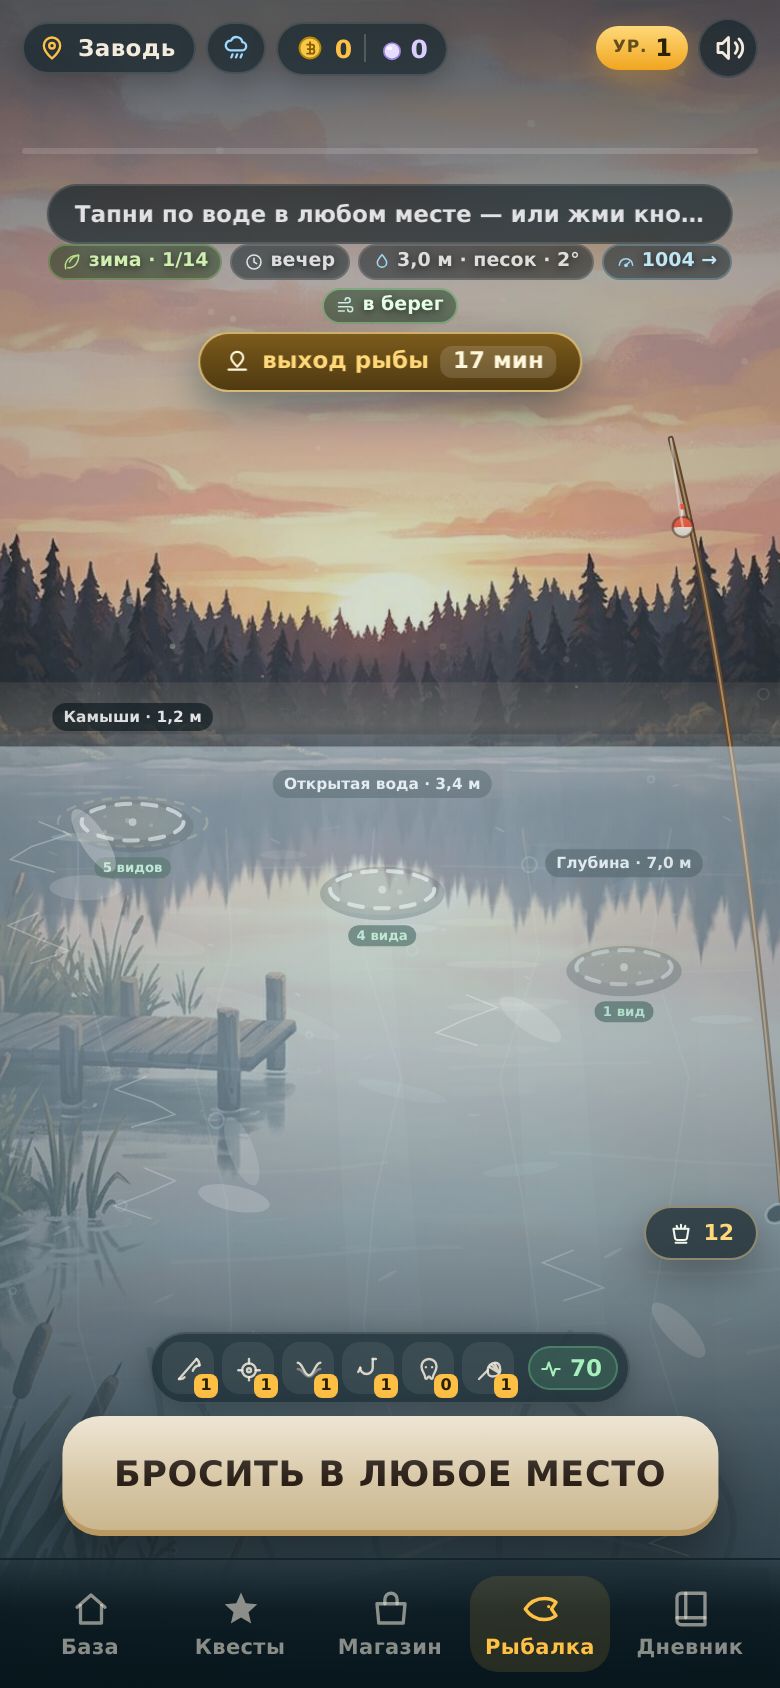 Заводь
0 0
УР. 1
Тапни по воде в любом месте — или жми кно…
зима · 1/14
вечер
3,0 м · песок · 2°
1004 →
в берег
выход рыбы 17 мин
Камыши · 1,2 м
Открытая вода · 3,4 м
Глубина · 7,0 м
5 видов
4 вида
1 вид
12
1 1 1 1 0 1 70
БРОСИТЬ В ЛЮБОЕ МЕСТО
База
Квесты
Магазин
Рыбалка
Дневник